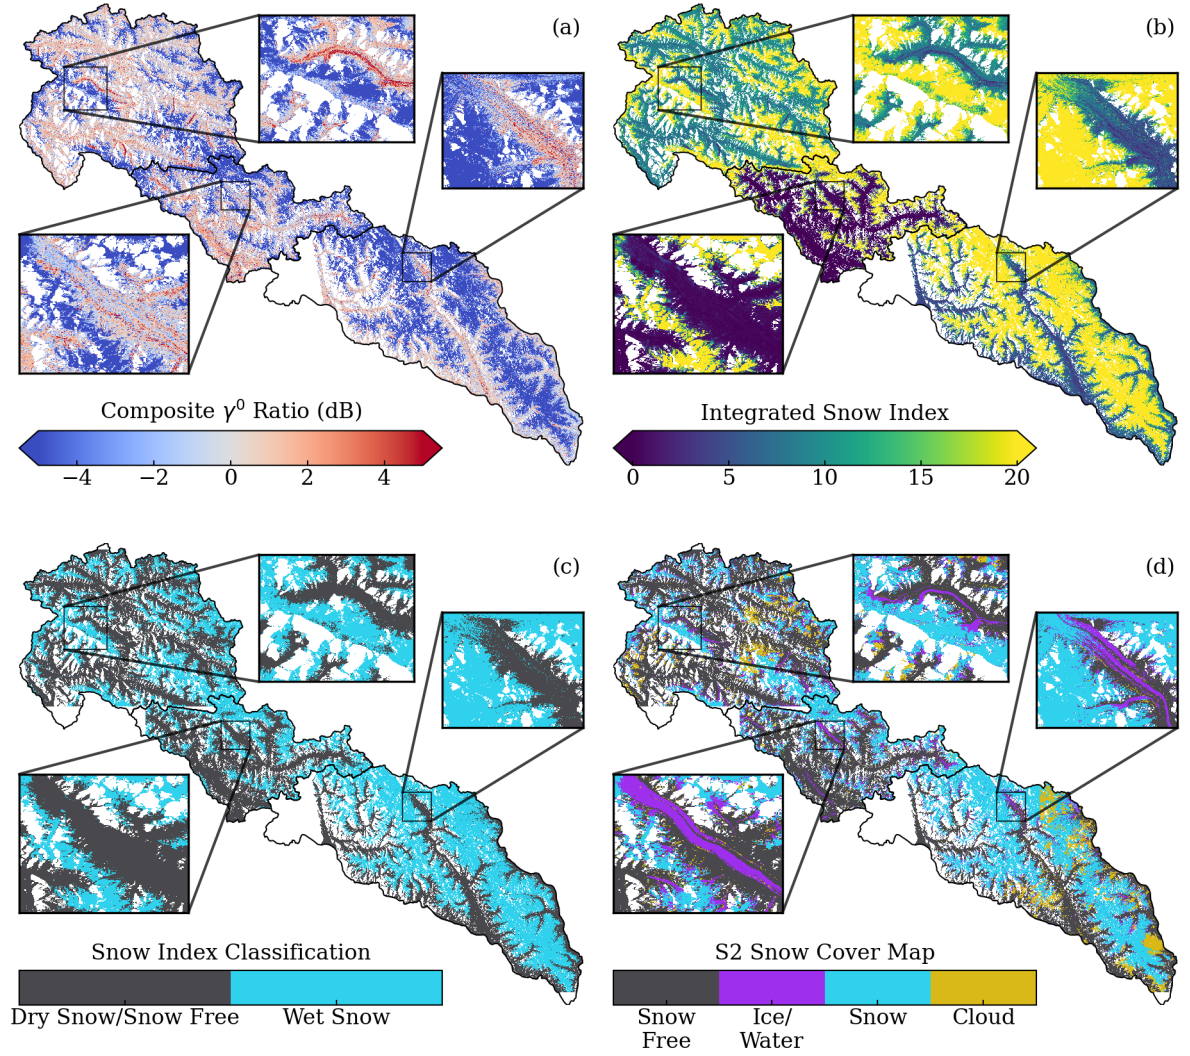 (a)
(b)
Composite γ⁰ Ratio (dB)
−4 −2 0 2 4
Integrated Snow Index
0 5 10 15 20
(c)
(d)
Snow Index Classification
Dry Snow/Snow Free Wet Snow
S2 Snow Cover Map
Snow Free
Ice/ Water
Snow
Cloud